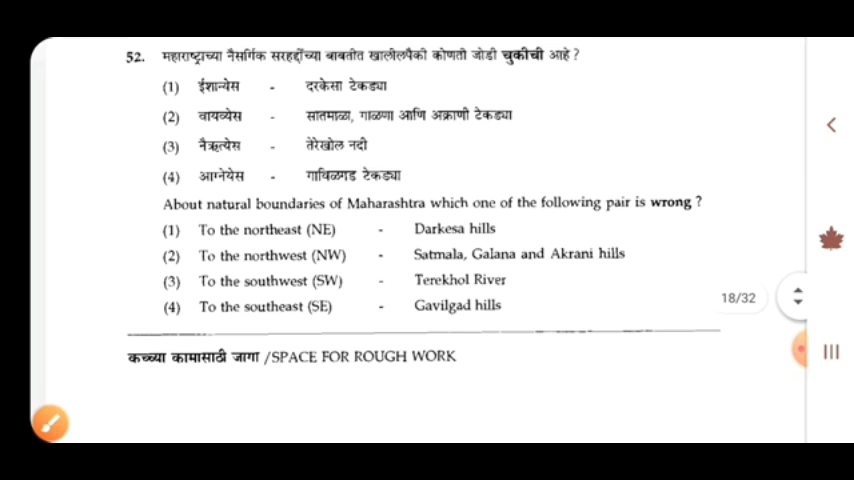 52. महाराष्ट्राच्या नैसर्गिक सरहद्दींच्या बाबतीत खालीलपैकी कोणती जोडी चुकीची आहे ?
(1) ईशान्येस - दरकेसा टेकड्या
(2) वायव्येस - सातमाळा, गाळणा आणि अक्राणी टेकड्या
(3) नैऋत्येस - तेरेखोल नदी
(4) आग्नेयेस - गाविळगड टेकड्या
About natural boundaries of Maharashtra which one of the following pair is wrong ?
(1) To the northeast (NE) - Darkesa hills
(2) To the northwest (NW) - Satmala, Galana and Akrani hills
(3) To the southwest (SW) - Terekhol River
(4) To the southeast (SE) - Gavilgad hills
18/32
कच्च्या कामासाठी जागा /SPACE FOR ROUGH WORK